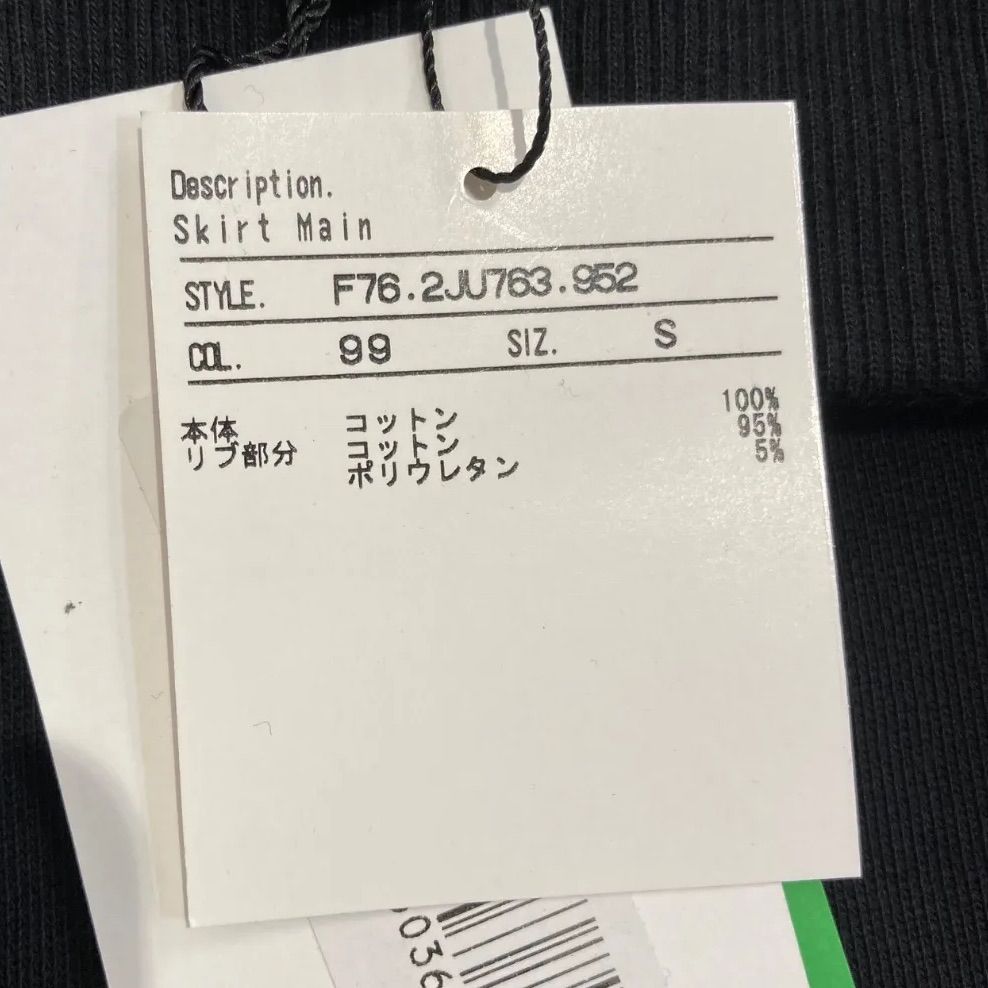 Description.
Skirt Main
STYLE. F76.2JU763.952
COL. 99 SIZ. S
本体 コットン 100%
リブ部分 コットン 95%
ポリウレタン 5%
036